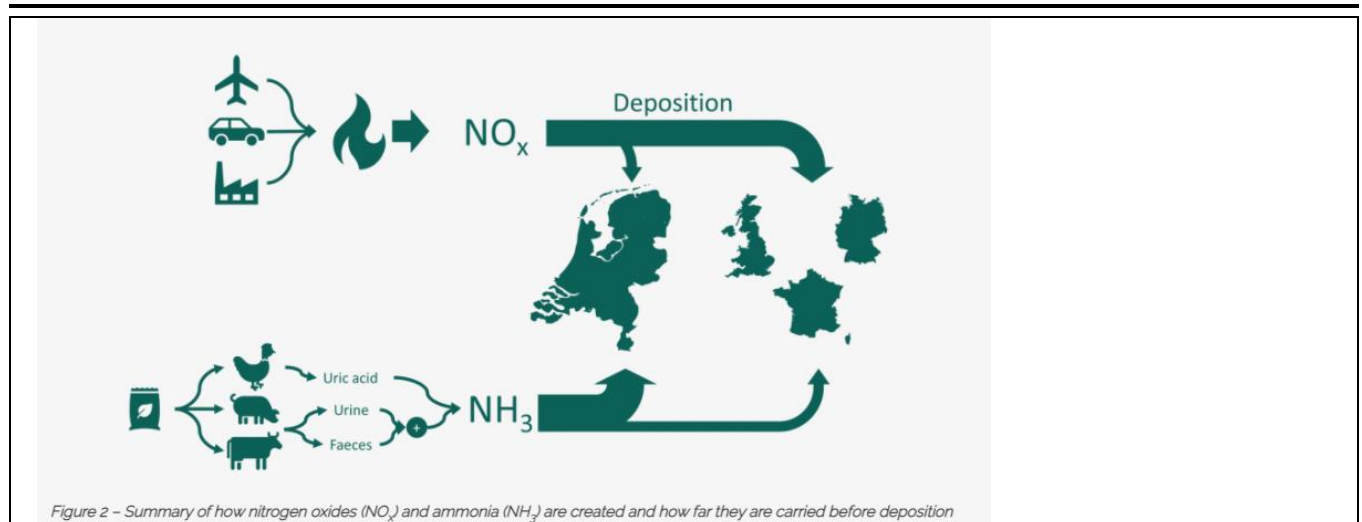 Deposition
NOₓ
Uric acid
Urine
NH₃
+
Faeces
Figure 2 – Summary of how nitrogen oxides (NOₓ) and ammonia (NH₃) are created and how far they are carried before deposition